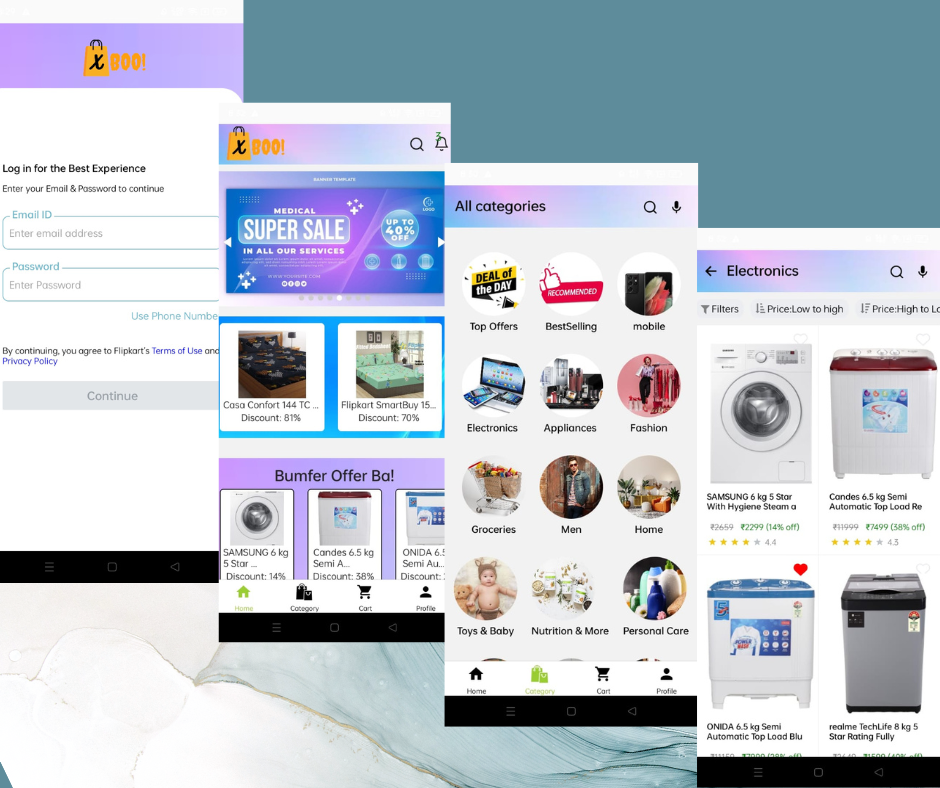 x BOO!
Log in for the Best Experience
Enter your Email & Password to continue
Email ID
Enter email address
Password
Enter Password
Use Phone Numbe
By continuing, you agree to Flipkart's Terms of Use and
Privacy Policy
Continue
x BOO!
3
BANNER TEMPLATE
LOGO
MEDICAL
SUPER SALE
IN ALL OUR SERVICES
UP TO
40%
OFF
Casa Confort 144 TC ...
Discount: 81%
Flipkart SmartBuy 15...
Discount: 70%
Bumfer Offer Ba!
SAMSUNG 6 kg
5 Star ...
Discount: 14%
Candes 6.5 kg
Semi A...
Discount: 38%
ONIDA 6.5
Semi Au...
Discount:
Home
Category
Cart
Profile
All categories
DEAL of
the DAY
Top Offers
RECOMMENDED
BestSelling
mobile
Electronics
Appliances
Fashion
Groceries
Men
Home
Toys & Baby
Nutrition & More
Personal Care
Home
Category
Cart
Profile
Electronics
Filters
Price:Low to high
Price:High to Lo
SAMSUNG 6 kg 5 Star
With Hygiene Steam a
₹2659 ₹2299 (14% off)
4.4
Candes 6.5 kg Semi
Automatic Top Load Re
₹11999 ₹7499 (38% off)
4.3
5
POWER
ONIDA 6.5 kg Semi
Automatic Top Load Blu
realme TechLife 8 kg 5
Star Rating Fully